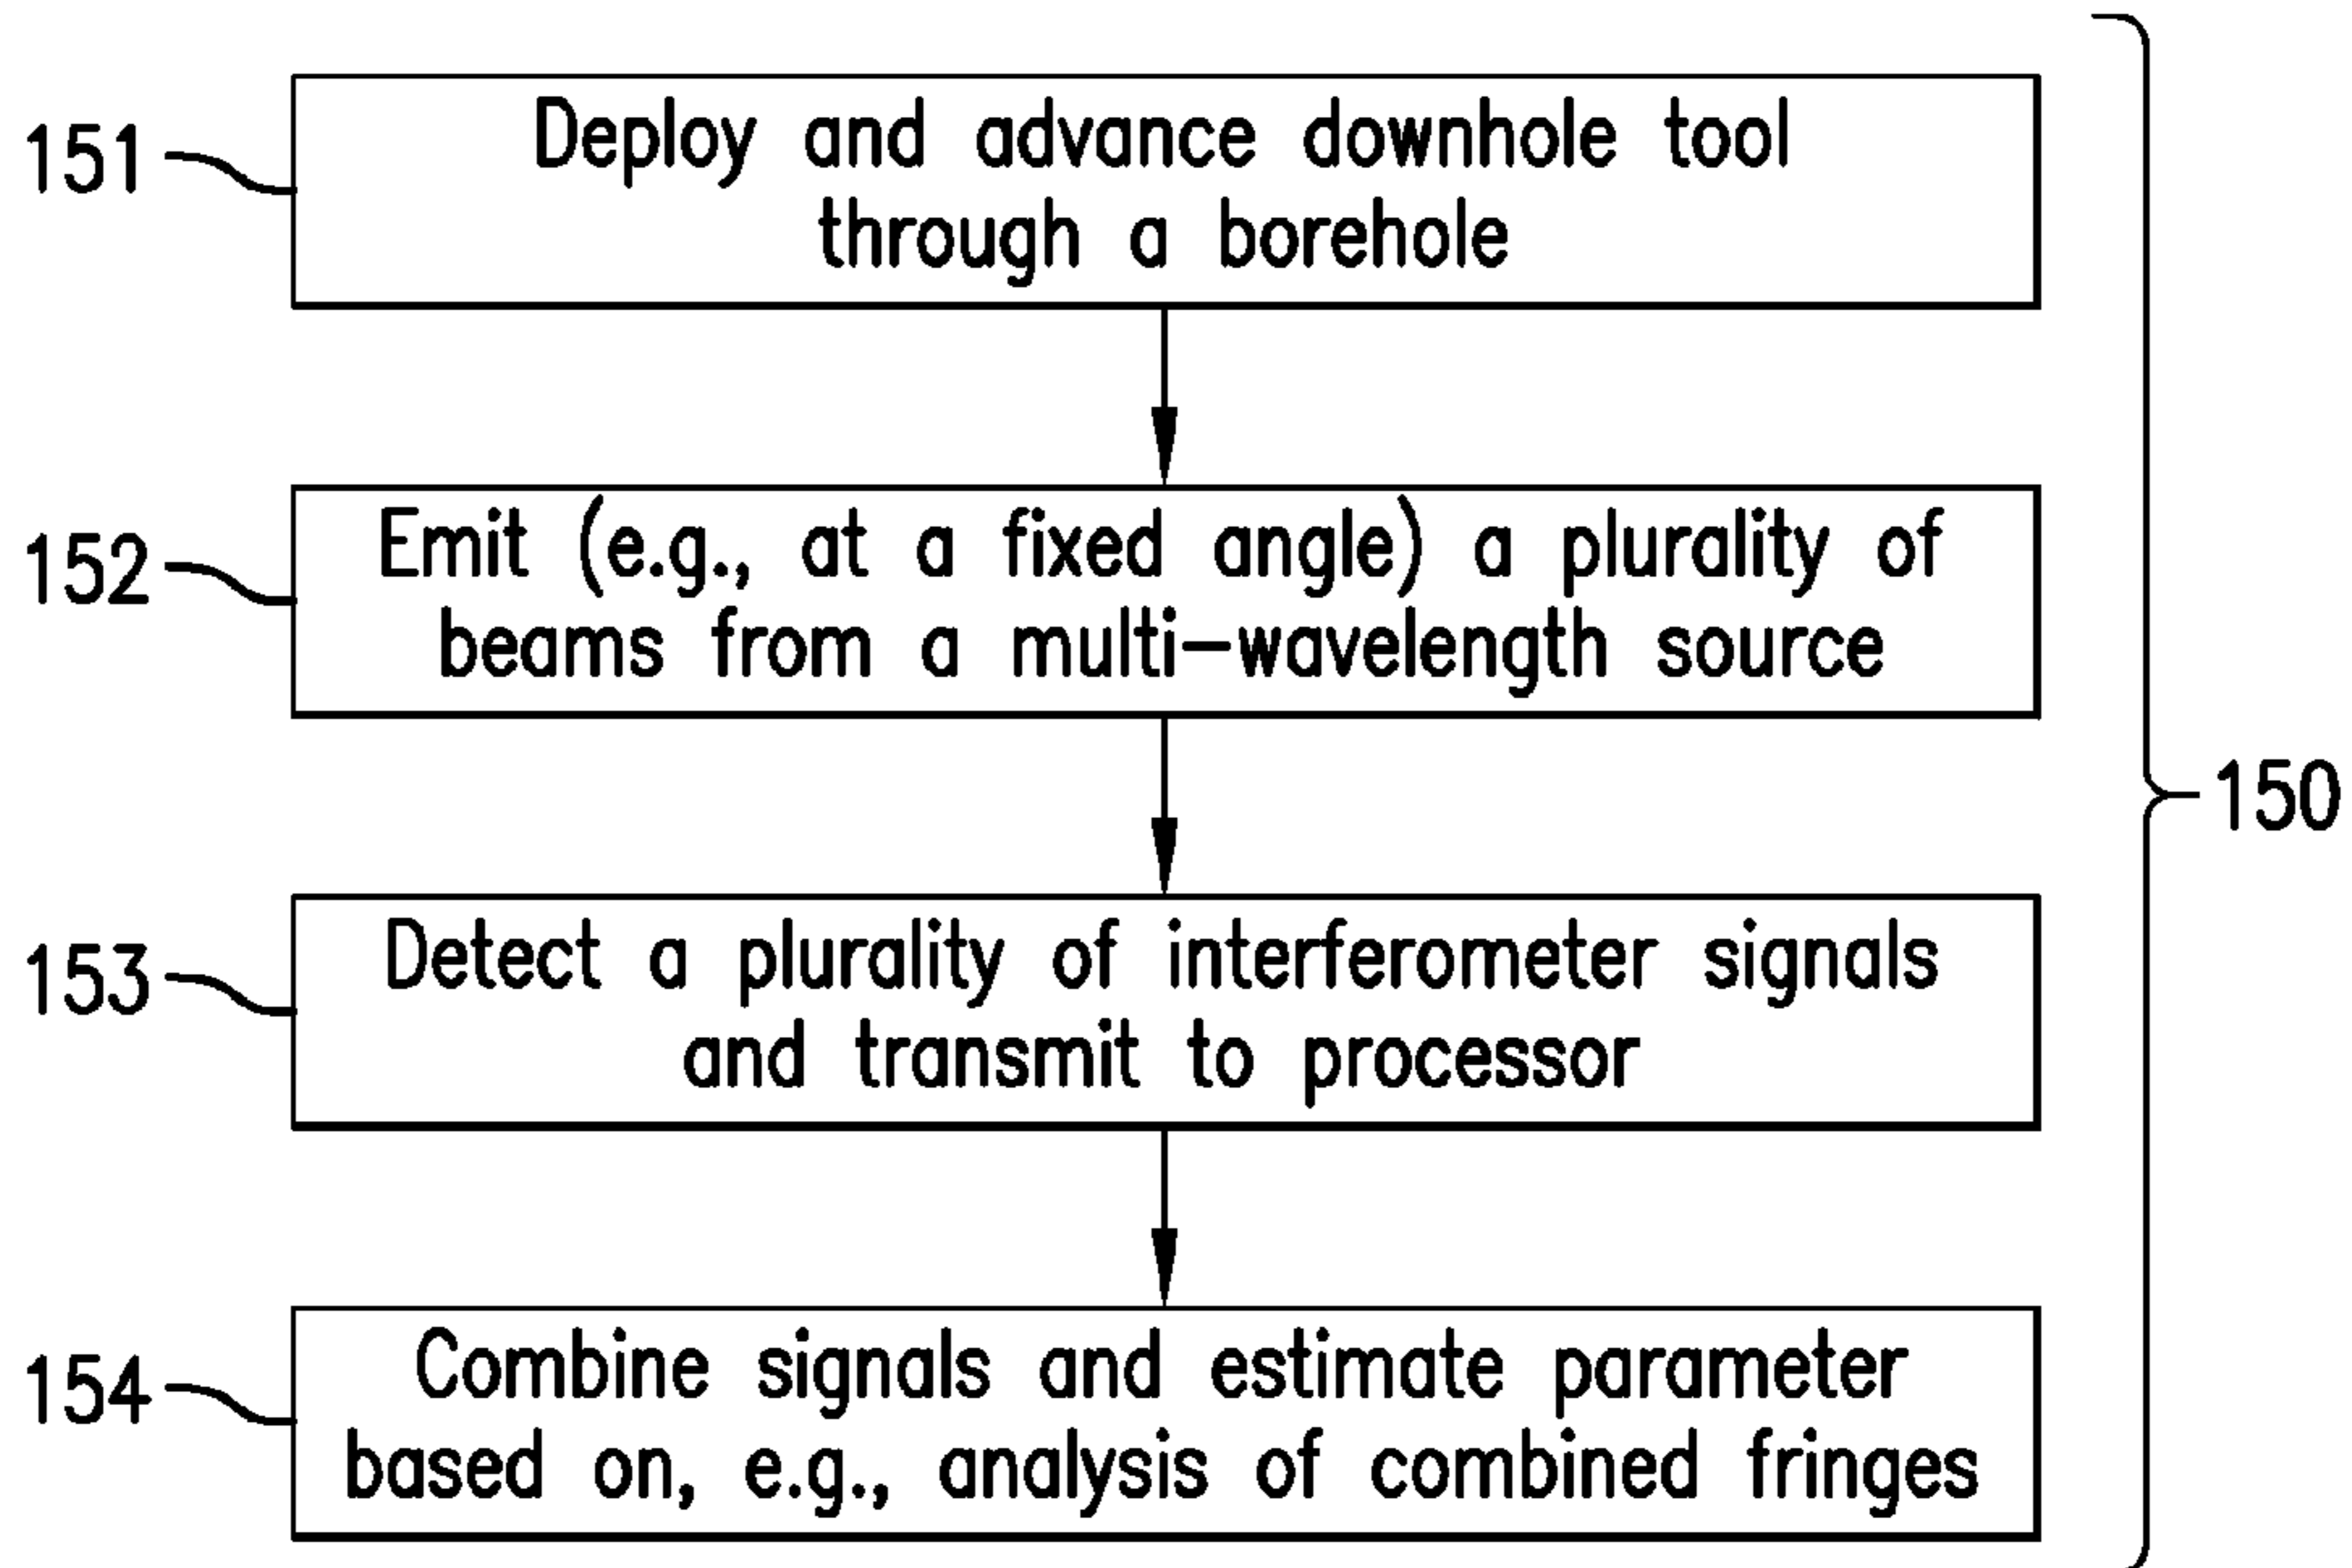 151
Deploy and advance downhole tool
through a borehole
152
Emit (e.g., at a fixed angle) a plurality of
beams from a multi-wavelength source
150
153
Detect a plurality of interferometer signals
and transmit to processor
154
Combine signals and estimate parameter
based on, e.g., analysis of combined fringes